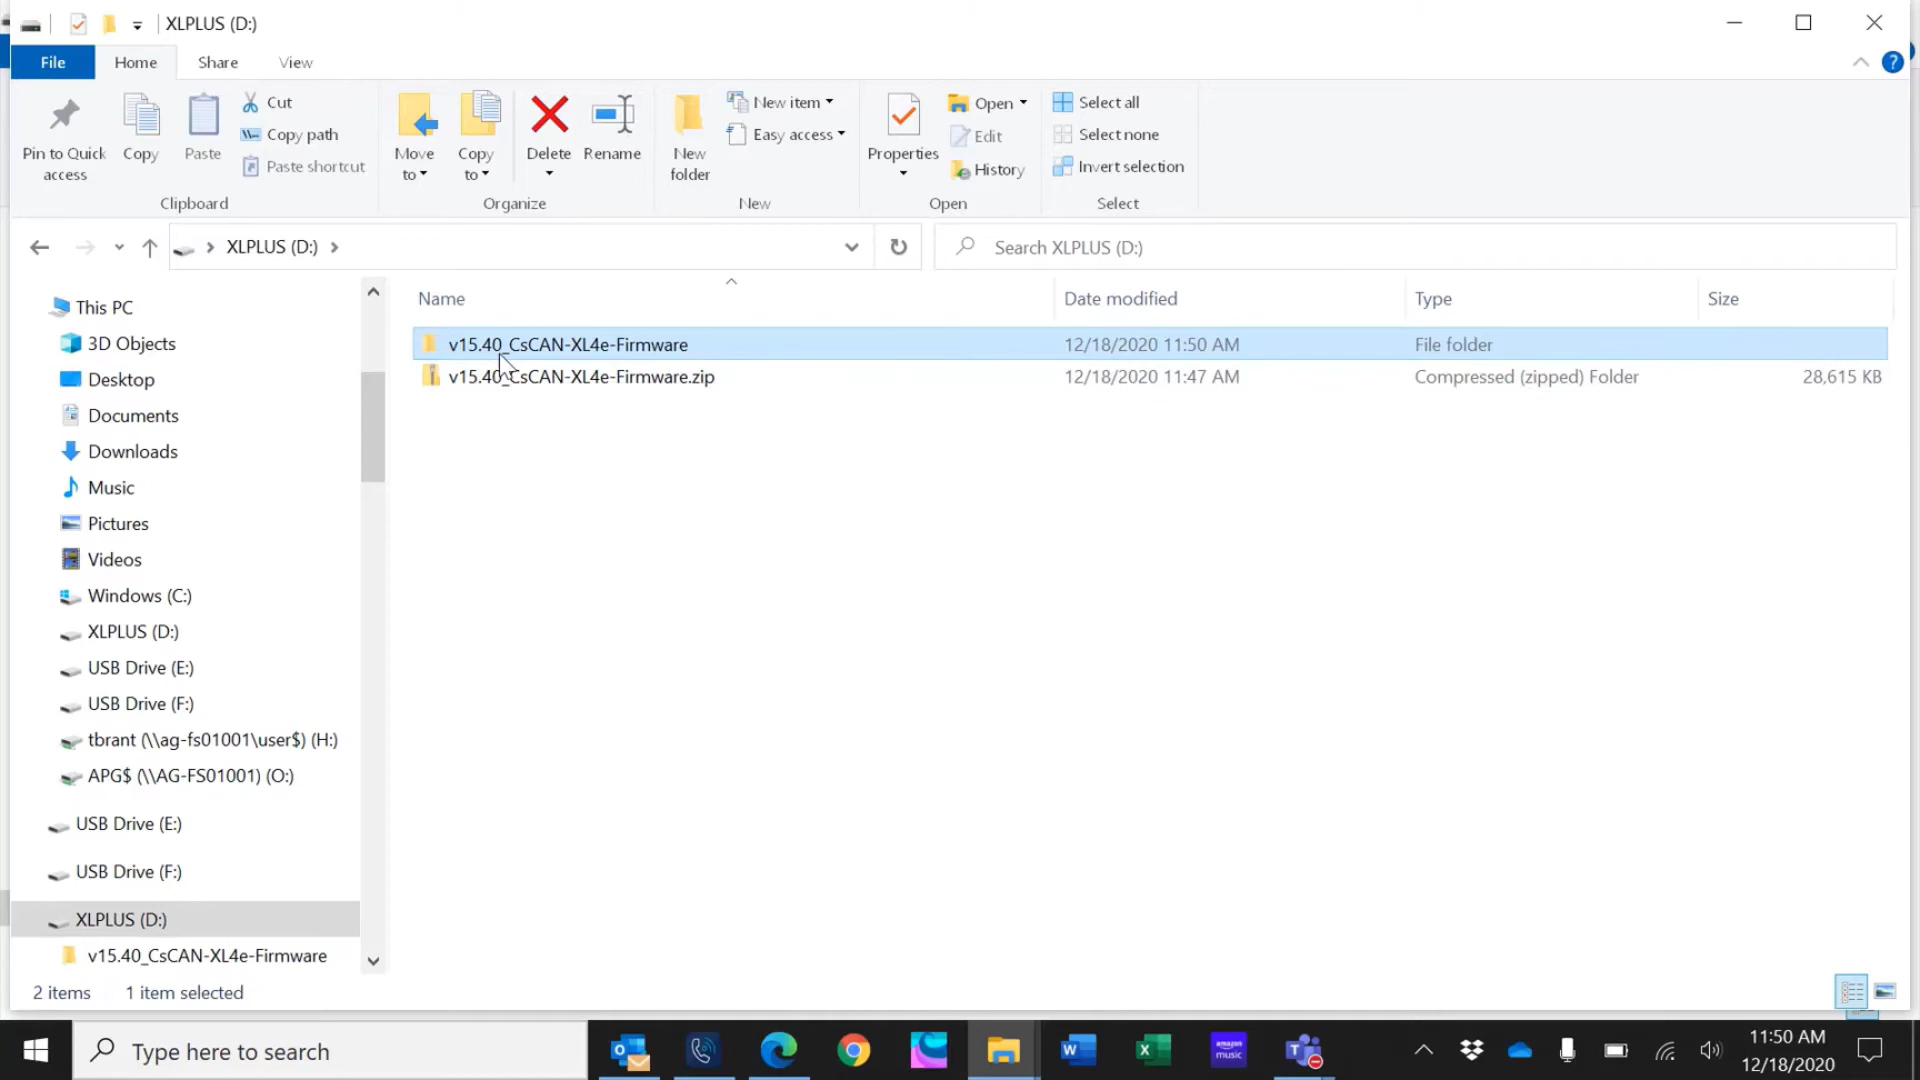 XLPLUS (D:)
File Home Share View
Pin to Quick access
Copy
Paste
Cut
Copy path
Paste shortcut
Clipboard
Move to
Copy to
Delete
Rename
Organize
New folder
New item
Easy access
New
Properties
Open
Edit
History
Open
Select all
Select none
Invert selection
Select
XLPLUS (D:)
Search XLPLUS (D:)
This PC
3D Objects
Desktop
Documents
Downloads
Music
Pictures
Videos
Windows (C:)
XLPLUS (D:)
USB Drive (E:)
USB Drive (F:)
tbrant (\\ag-fs01001\user$) (H:)
APG$ (\\AG-FS01001) (O:)
USB Drive (E:)
USB Drive (F:)
XLPLUS (D:)
v15.40_CsCAN-XL4e-Firmware
Name Date modified Type Size
v15.40_CsCAN-XL4e-Firmware 12/18/2020 11:50 AM File folder
v15.40_CsCAN-XL4e-Firmware.zip 12/18/2020 11:47 AM Compressed (zipped) Folder 28,615 KB
2 items 1 item selected
Type here to search
amazon music
11:50 AM
12/18/2020